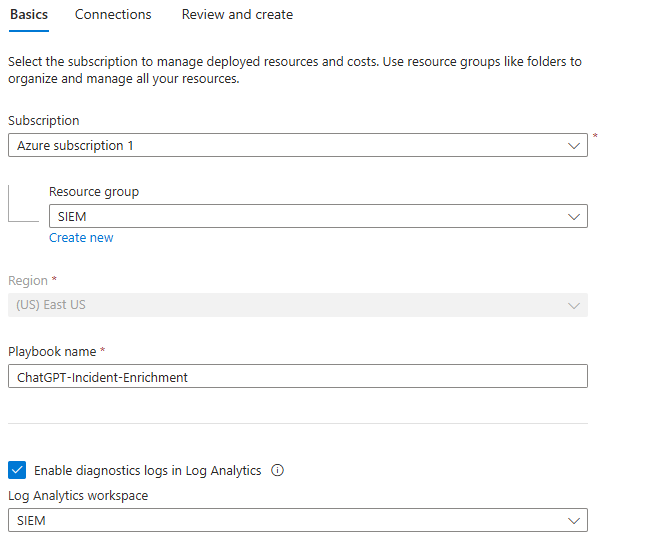 Basics Connections Review and create
Select the subscription to manage deployed resources and costs. Use resource groups like folders to
organize and manage all your resources.
Subscription
Azure subscription 1
*
Resource group
SIEM
Create new
Region *
(US) East US
Playbook name *
ChatGPT-Incident-Enrichment
Enable diagnostics logs in Log Analytics
Log Analytics workspace
SIEM